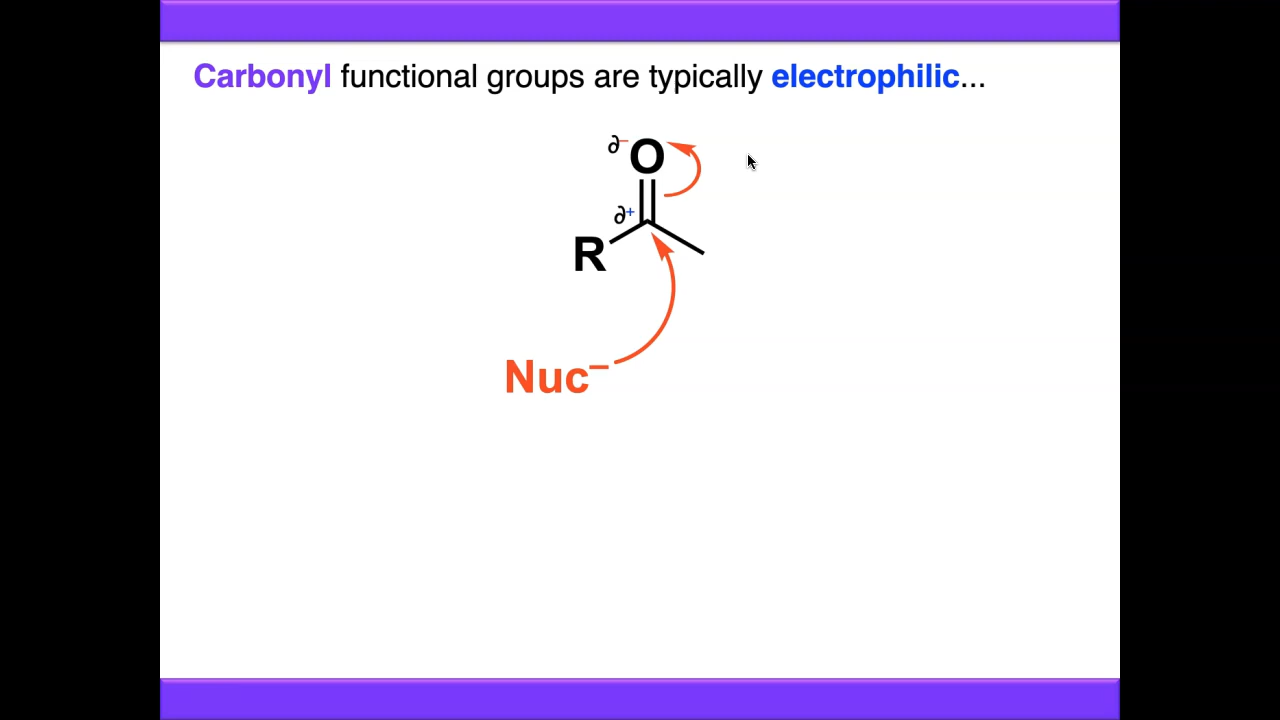 Carbonyl functional groups are typically electrophilic...
∂− O
∂+
R
Nuc−